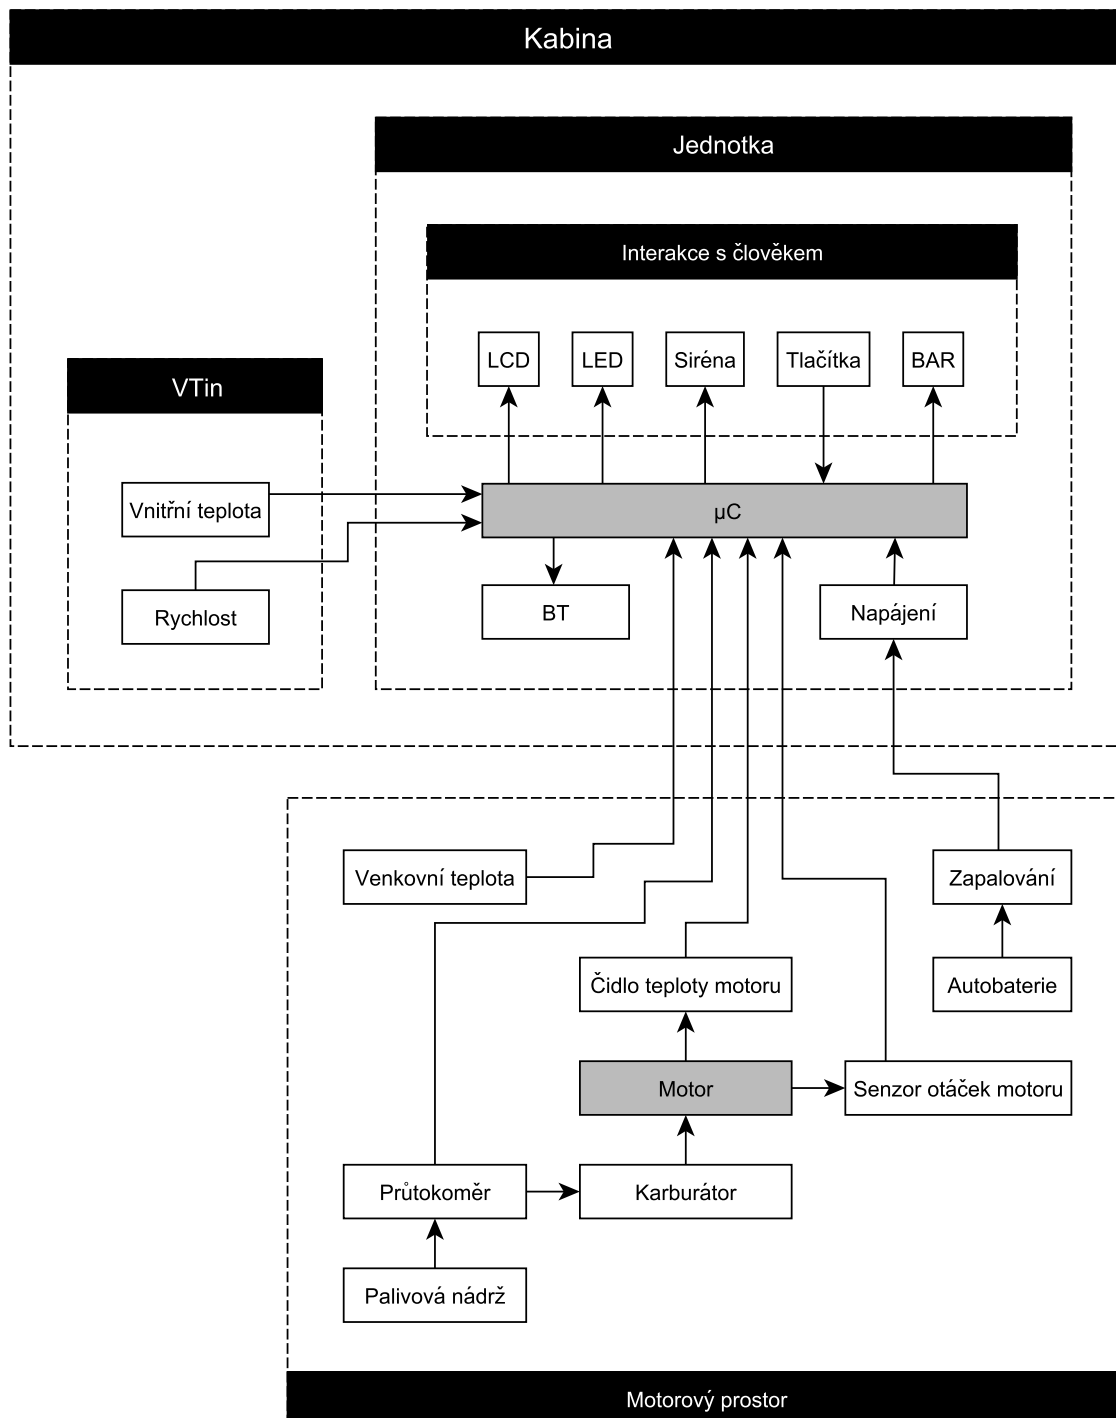 Kabina
Jednotka
Interakce s člověkem
LCD
LED
Siréna
Tlačítka
BAR
VTin
Vnitřní teplota
µC
Rychlost
BT
Napájení
Venkovní teplota
Zapalování
Čidlo teploty motoru
Autobaterie
Motor
Senzor otáček motoru
Průtokoměr
Karburátor
Palivová nádrž
Motorový prostor